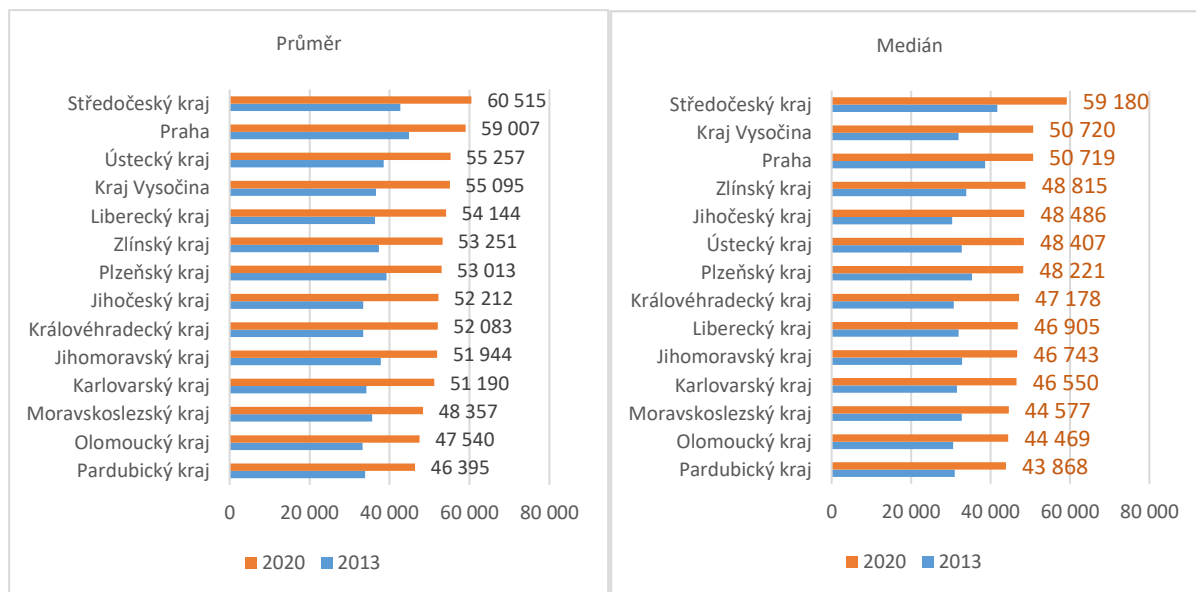 Průměr
Středočeský kraj 60 515
Praha 59 007
Ústecký kraj 55 257
Kraj Vysočina 55 095
Liberecký kraj 54 144
Zlínský kraj 53 251
Plzeňský kraj 53 013
Jihočeský kraj 52 212
Královéhradecký kraj 52 083
Jihomoravský kraj 51 944
Karlovarský kraj 51 190
Moravskoslezský kraj 48 357
Olomoucký kraj 47 540
Pardubický kraj 46 395
0 20 000 40 000 60 000 80 000
2020 2013
Medián
Středočeský kraj 59 180
Kraj Vysočina 50 720
Praha 50 719
Zlínský kraj 48 815
Jihočeský kraj 48 486
Ústecký kraj 48 407
Plzeňský kraj 48 221
Královéhradecký kraj 47 178
Liberecký kraj 46 905
Jihomoravský kraj 46 743
Karlovarský kraj 46 550
Moravskoslezský kraj 44 577
Olomoucký kraj 44 469
Pardubický kraj 43 868
0 20 000 40 000 60 000 80 000
2020 2013